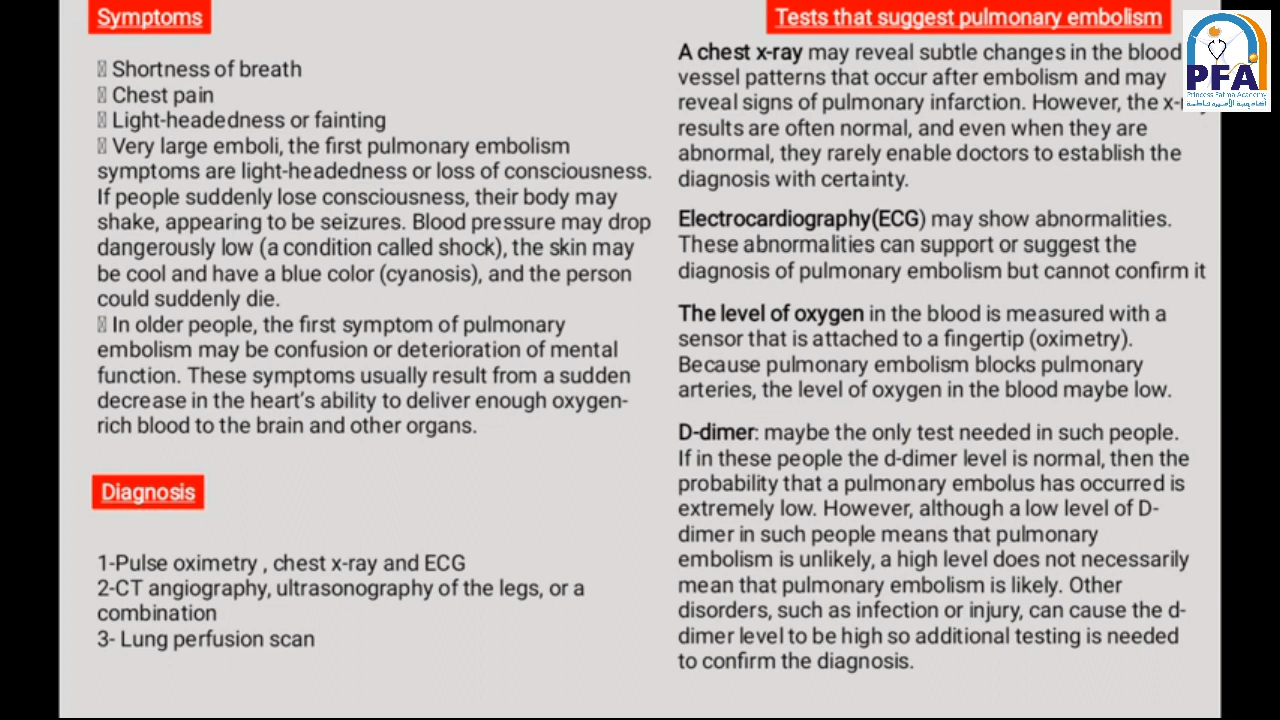 Symptoms
Shortness of breath
Chest pain
Light-headedness or fainting
Very large emboli, the first pulmonary embolism
symptoms are light-headedness or loss of consciousness.
If people suddenly lose consciousness, their body may
shake, appearing to be seizures. Blood pressure may drop
dangerously low (a condition called shock), the skin may
be cool and have a blue color (cyanosis), and the person
could suddenly die.
In older people, the first symptom of pulmonary
embolism may be confusion or deterioration of mental
function. These symptoms usually result from a sudden
decrease in the heart's ability to deliver enough oxygen-
rich blood to the brain and other organs.
Diagnosis
1-Pulse oximetry , chest x-ray and ECG
2-CT angiography, ultrasonography of the legs, or a
combination
3- Lung perfusion scan
Tests that suggest pulmonary embolism
A chest x-ray may reveal subtle changes in the blood
vessel patterns that occur after embolism and may
reveal signs of pulmonary infarction. However, the
results are often normal, and even when they are
abnormal, they rarely enable doctors to establish the
diagnosis with certainty.
Electrocardiography(ECG) may show abnormalities.
These abnormalities can support or suggest the
diagnosis of pulmonary embolism but cannot confirm it
The level of oxygen in the blood is measured with a
sensor that is attached to a fingertip (oximetry).
Because pulmonary embolism blocks pulmonary
arteries, the level of oxygen in the blood maybe low.
D-dimer: maybe the only test needed in such people.
If in these people the d-dimer level is normal, then the
probability that a pulmonary embolus has occurred is
extremely low. However, although a low level of D-
dimer in such people means that pulmonary
embolism is unlikely, a high level does not necessarily
mean that pulmonary embolism is likely. Other
disorders, such as infection or injury, can cause the d-
dimer level to be high so additional testing is needed
to confirm the diagnosis.
PFA
Princess Fatma Academy
أكاديمية الأميرة فاطمة